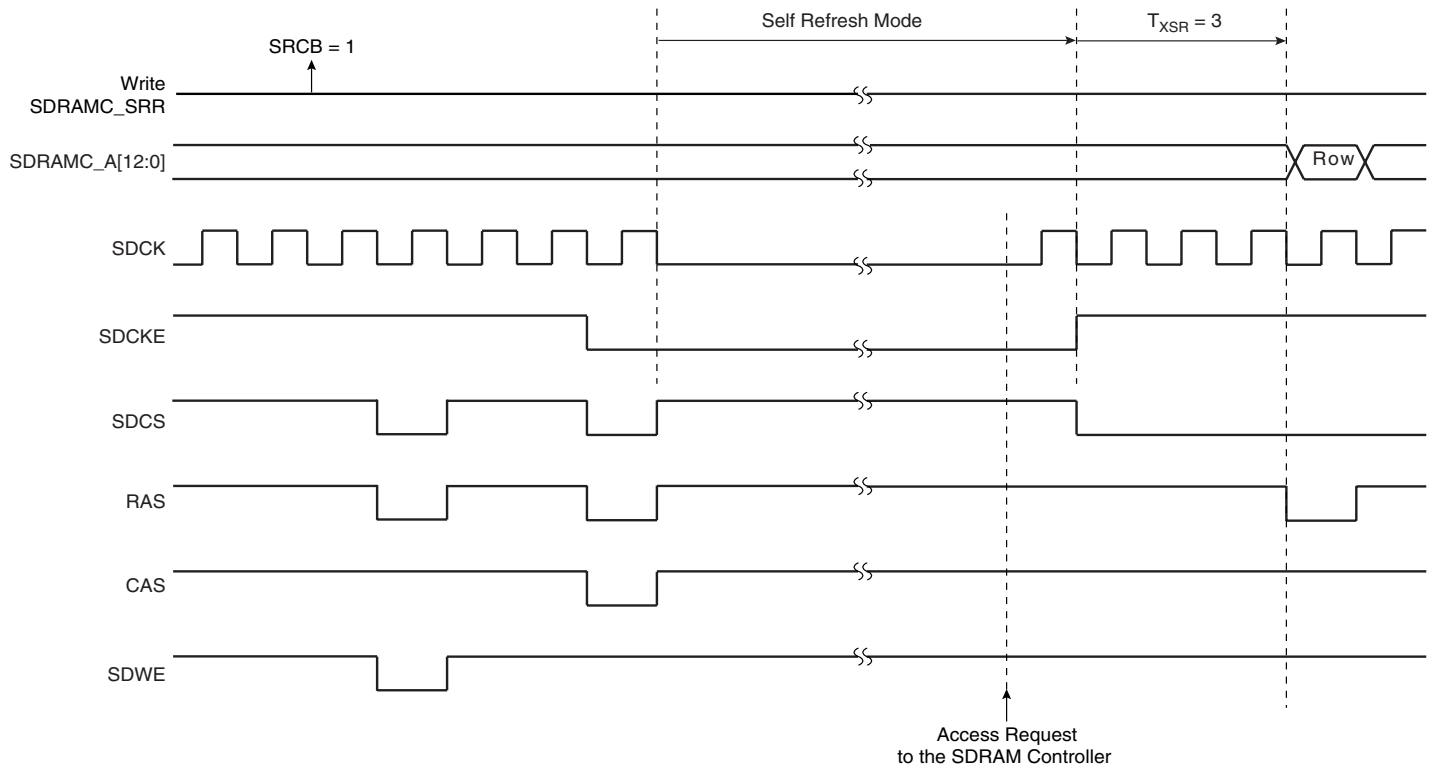 Self Refresh Mode
T_XSR = 3
SRCB = 1
Write
SDRAMC_SRR
SDRAMC_A[12:0]
Row
SDCK
SDCKE
SDCS
RAS
CAS
SDWE
Access Request
to the SDRAM Controller